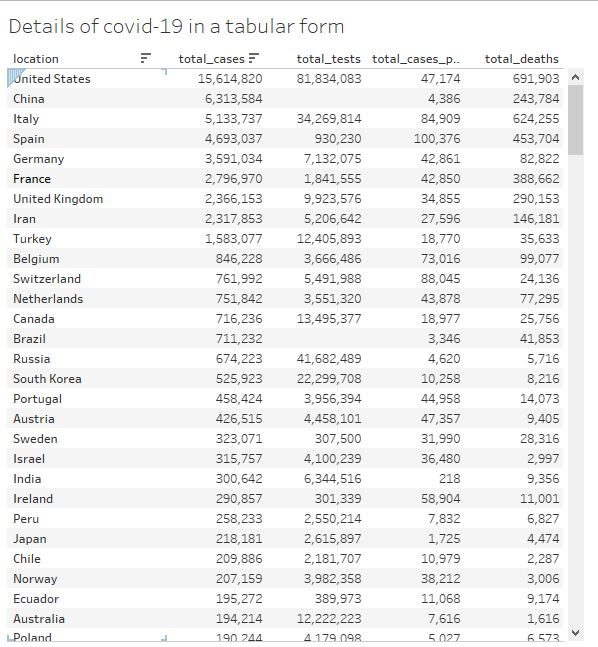 Details of covid-19 in a tabular form
location total_cases total_tests total_cases_p.. total_deaths
United States 15,614,820 81,834,083 47,174 691,903
China 6,313,584 4,386 243,784
Italy 5,133,737 34,269,814 84,909 624,255
Spain 4,693,037 930,230 100,376 453,704
Germany 3,591,034 7,132,075 42,861 82,822
France 2,796,970 1,841,555 42,850 388,662
United Kingdom 2,366,153 9,923,576 34,855 290,153
Iran 2,317,853 5,206,642 27,596 146,181
Turkey 1,583,077 12,405,893 18,770 35,633
Belgium 846,228 3,666,486 73,016 99,077
Switzerland 761,992 5,491,988 88,045 24,136
Netherlands 751,842 3,551,320 43,878 77,295
Canada 716,236 13,495,377 18,977 25,756
Brazil 711,232 3,346 41,853
Russia 674,223 41,682,489 4,620 5,716
South Korea 525,923 22,299,708 10,258 8,216
Portugal 458,424 3,956,394 44,958 14,073
Austria 426,515 4,458,101 47,357 9,405
Sweden 323,071 307,500 31,990 28,316
Israel 315,757 4,100,239 36,480 2,997
India 300,642 6,344,516 218 9,356
Ireland 290,857 301,339 58,904 11,001
Peru 258,233 2,550,214 7,832 6,827
Japan 218,181 2,615,897 1,725 4,474
Chile 209,886 2,181,707 10,979 2,287
Norway 207,159 3,982,358 38,212 3,006
Ecuador 195,272 389,973 11,068 9,174
Australia 194,214 12,222,223 7,616 1,616
Poland 190,244 4,179,098 5,027 6,573